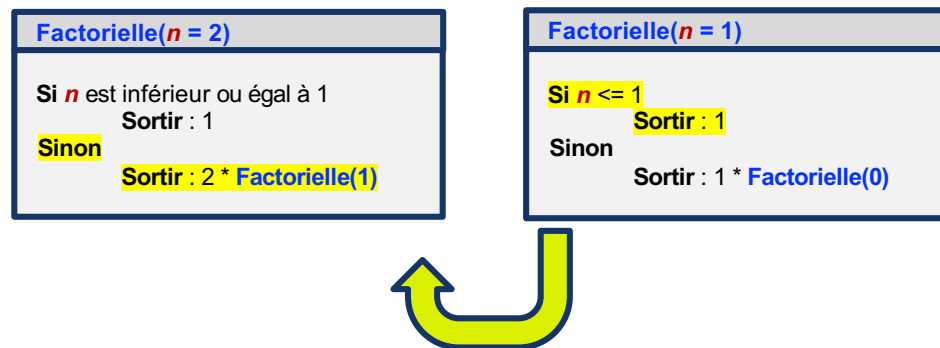 Factorielle(n = 2)
Si n est inférieur ou égal à 1
Sortir : 1
Sinon
Sortir : 2 * Factorielle(1)
Factorielle(n = 1)
Si n <= 1
Sortir : 1
Sinon
Sortir : 1 * Factorielle(0)